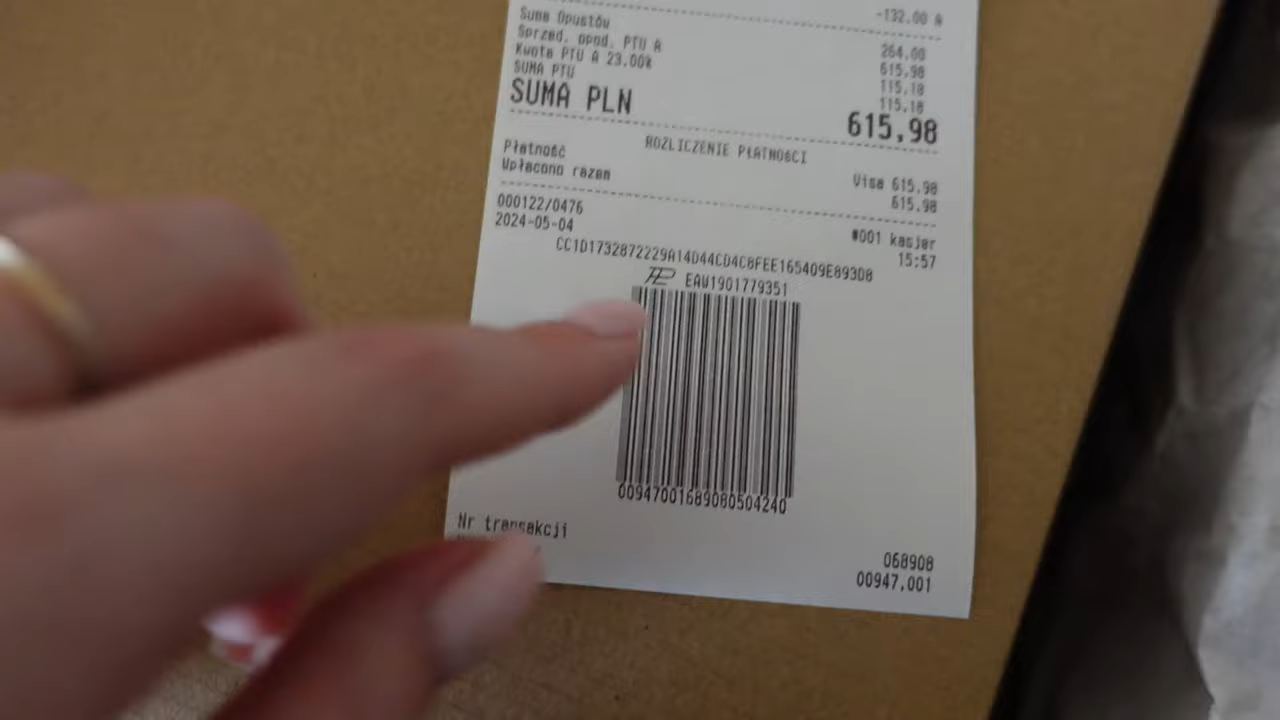 -132.00 A
Suma Opustów 264.00
Sprzed. opod. PTU A 615,98
Kwota PTU A 23.00% 115,18
SUMA PTU 115,18
SUMA PLN 615,98
ROZLICZENIE PŁATNOŚCI
Płatność Visa 615,98
Wpłacono razem 615,98
000122/0476 #001 kasjer
2024-05-04 15:57
CC1D1732872229A14D44CD4C8FEE165409E893D8
EAW1901779351
00947001689080504240
Nr transakcji 068908
00947.001